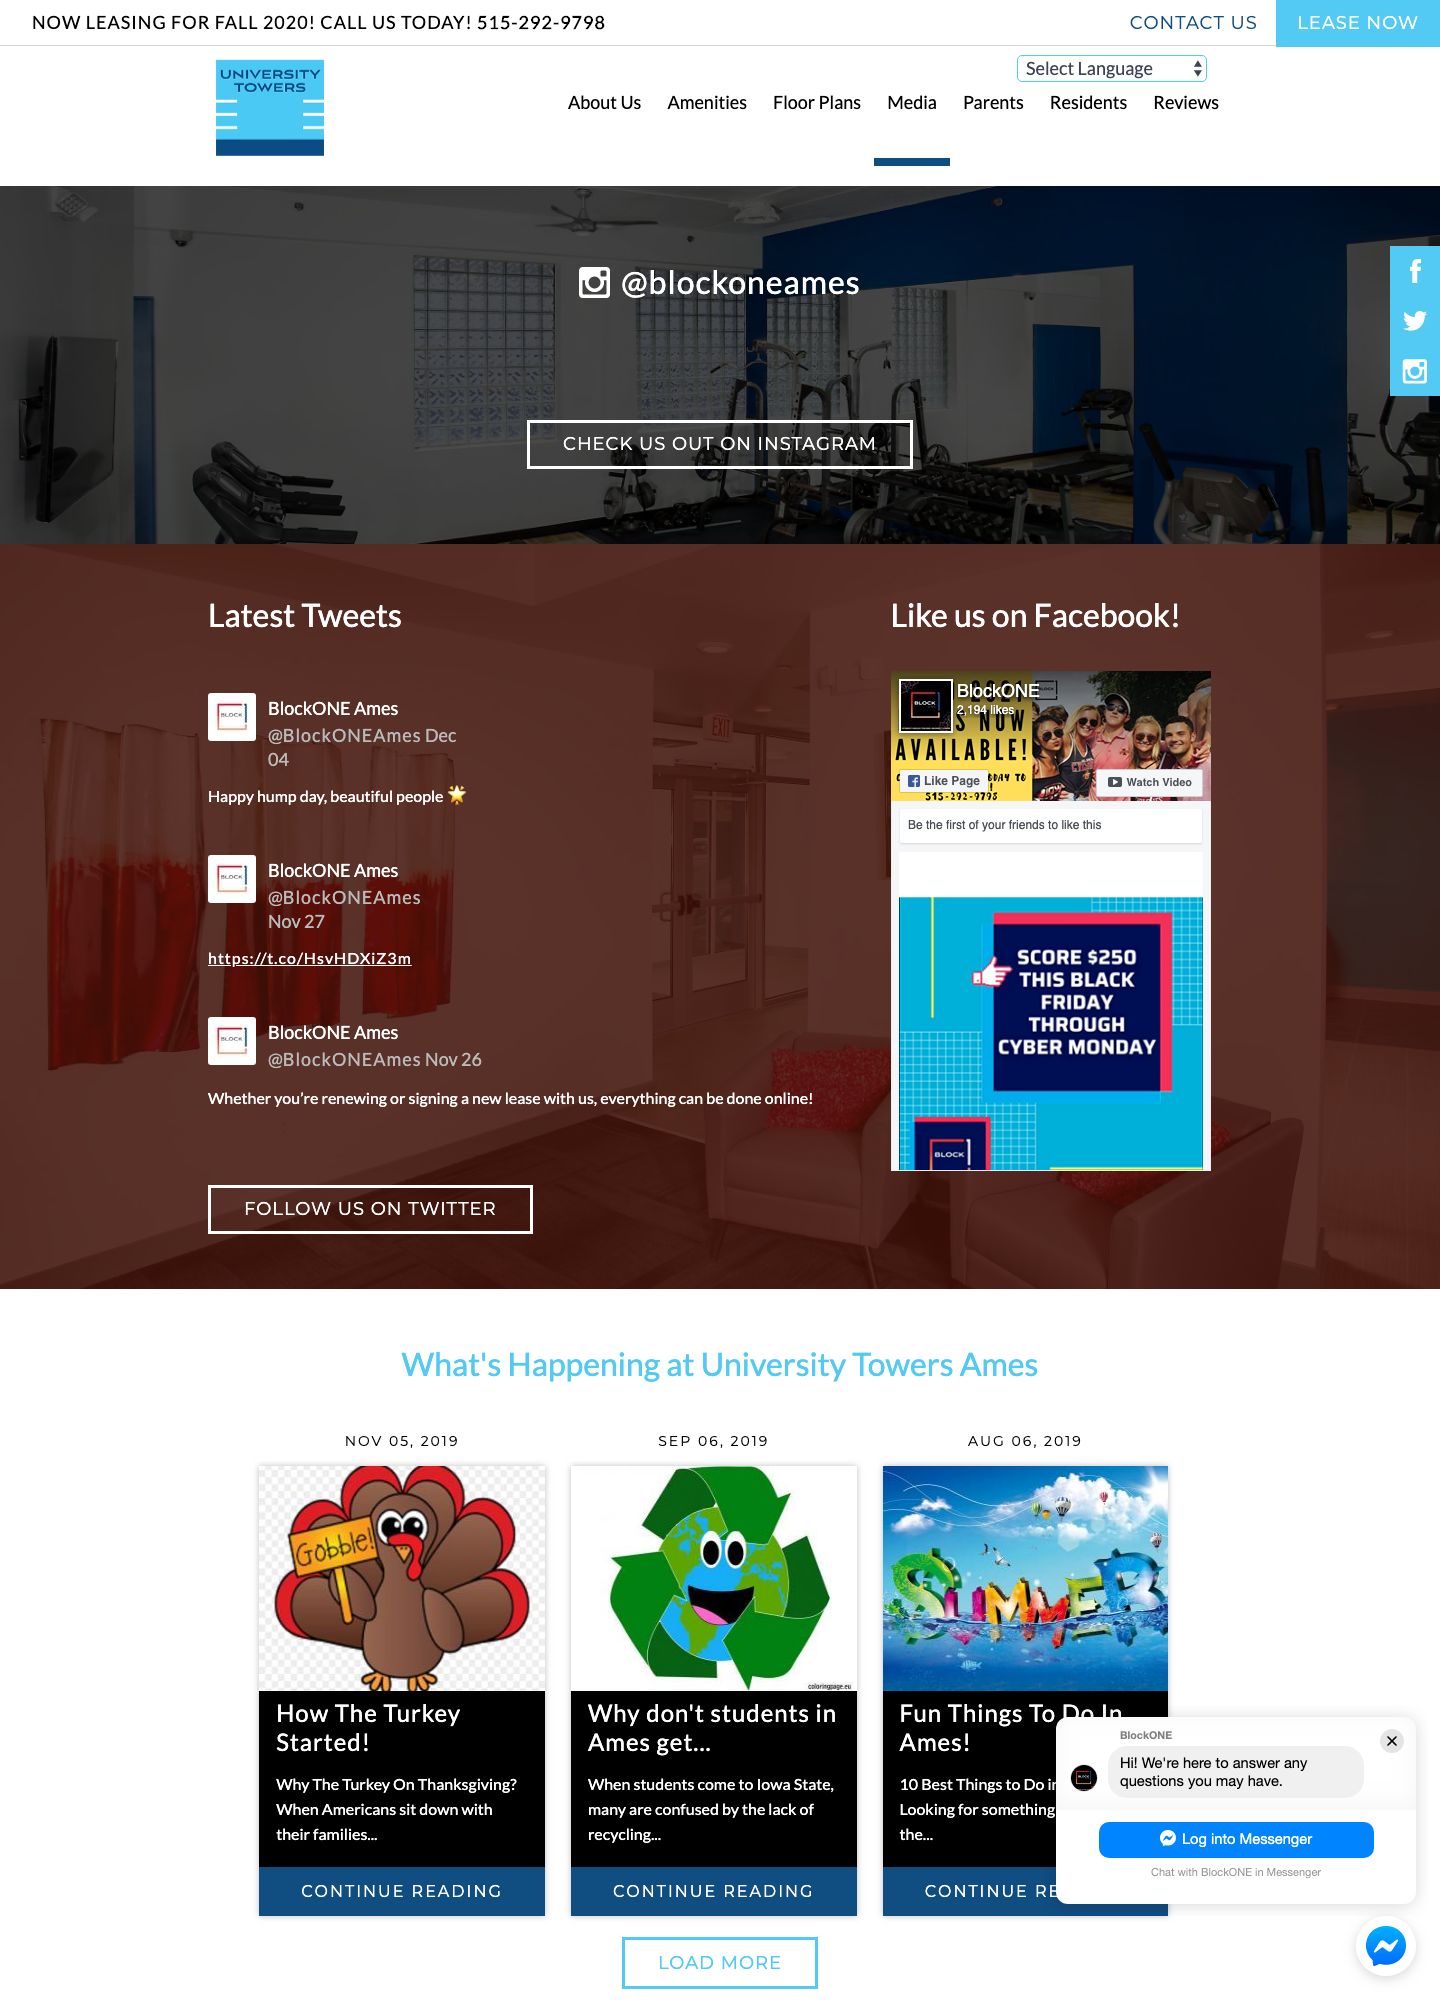 NOW LEASING FOR FALL 2020! CALL US TODAY! 515-292-9798
CONTACT US
LEASE NOW
UNIVERSITY
TOWERS
Select Language
About Us
Amenities
Floor Plans
Media
Parents
Residents
Reviews
@blockoneames
CHECK US OUT ON INSTAGRAM
Latest Tweets
BlockONE Ames
@BlockONEAmes Dec
04
Happy hump day, beautiful people
BlockONE Ames
@BlockONEAmes
Nov 27
https://t.co/HsvHDXiZ3m
BlockONE Ames
@BlockONEAmes Nov 26
Whether you're renewing or signing a new lease with us, everything can be done online!
FOLLOW US ON TWITTER
EXIT
Like us on Facebook!
BlockONE
2,194 likes
NOW
AVAILABLE!
515-292-9798
Like Page
Watch Video
Be the first of your friends to like this
SCORE $250
THIS BLACK
FRIDAY
THROUGH
CYBER MONDAY
BLOCK
What's Happening at University Towers Ames
NOV 05, 2019
Gobble!
How The Turkey
Started!
Why The Turkey On Thanksgiving?
When Americans sit down with
their families...
CONTINUE READING
SEP 06, 2019
coloringpage.eu
Why don't students in
Ames get...
When students come to Iowa State,
many are confused by the lack of
recycling...
CONTINUE READING
AUG 06, 2019
SUMMER
Fun Things To Do In
Ames!
10 Best Things to Do in
Looking for something
the...
CONTINUE RE
LOAD MORE
BlockONE
Hi! We're here to answer any
questions you may have.
Log into Messenger
Chat with BlockONE in Messenger